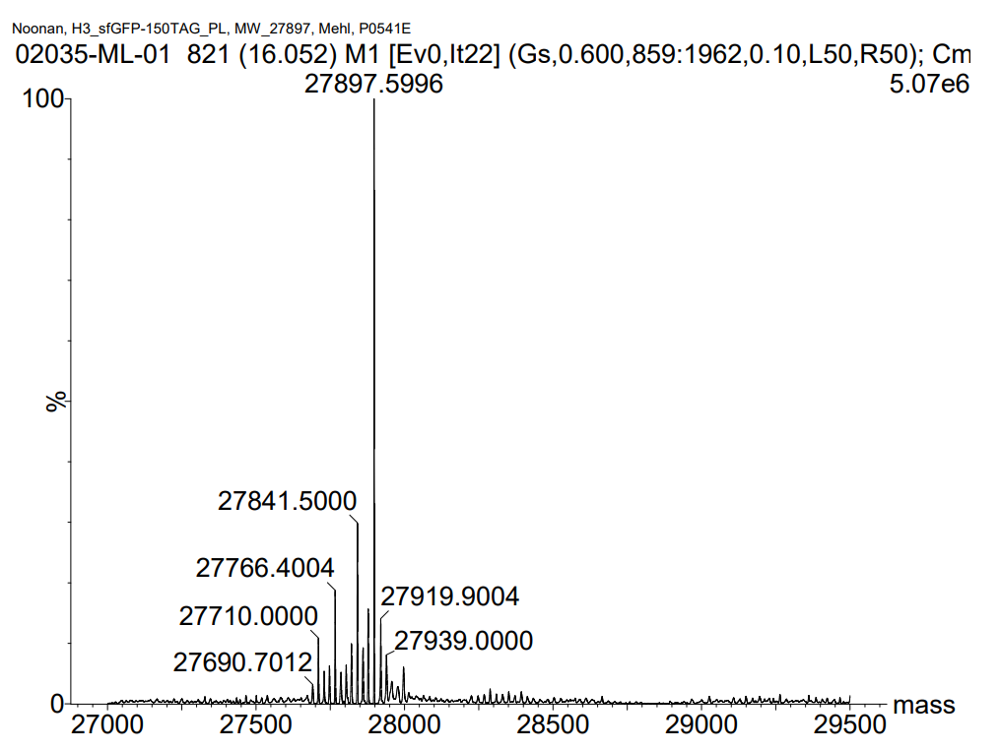 Noonan, H3_sfGFP-150TAG_PL, MW_27897, Mehl, P0541E
02035-ML-01 821 (16.052) M1 [Ev0,It22] (Gs,0.600,859:1962,0.10,L50,R50); Cm
27897.5996
5.07e6
100
%
27841.5000
27766.4004
27919.9004
27710.0000
27939.0000
27690.7012
0
mass
27000 27500 28000 28500 29000 29500